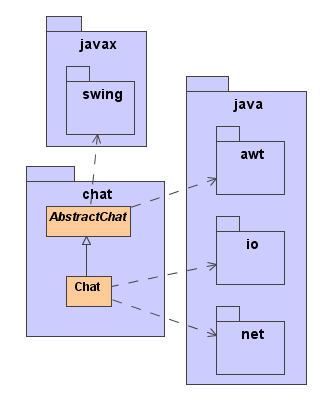 javax
swing
java
awt
chat
AbstractChat
io
Chat
net